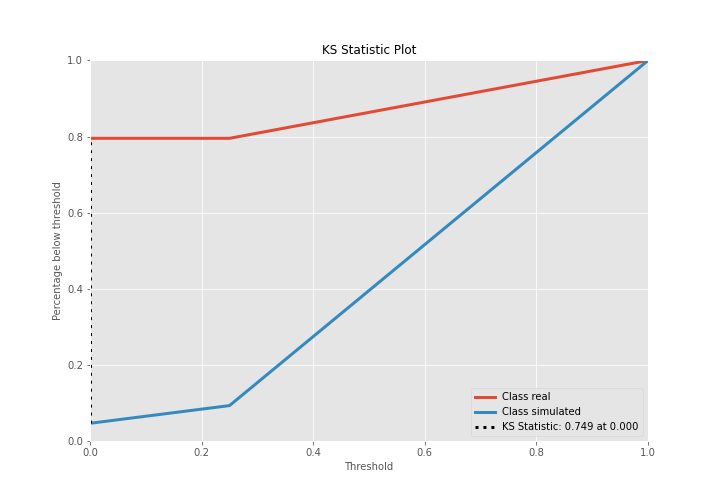 KS Statistic Plot
1.0
0.8
0.6
0.4
0.2
0.0
Percentage below threshold
0.0 0.2 0.4 0.6 0.8 1.0
Threshold
Class real
Class simulated
KS Statistic: 0.749 at 0.000